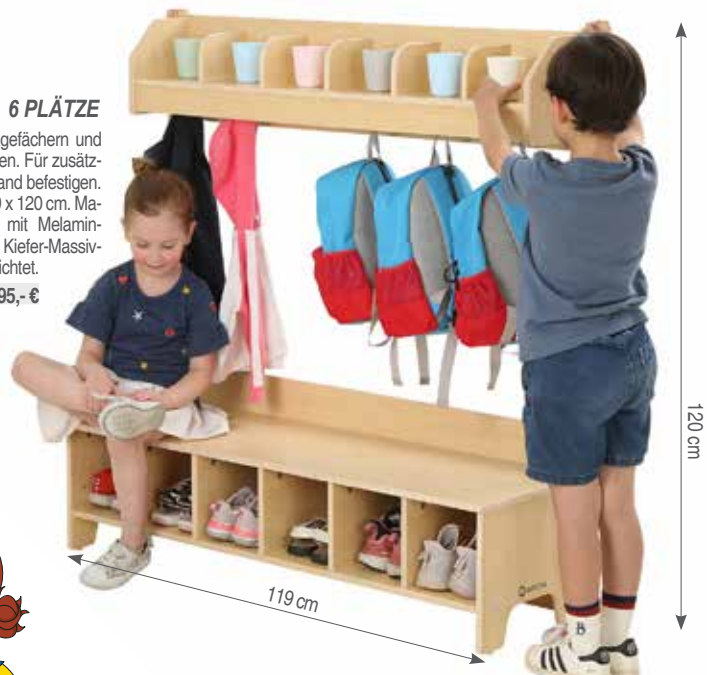 6 PLÄTZE
gefächern und
en. Für zusätz-
and befestigen.
x 120 cm. Ma-
mit Melamin-
Kiefer-Massiv-
ichtet.
95,- €
120 cm
119 cm
B